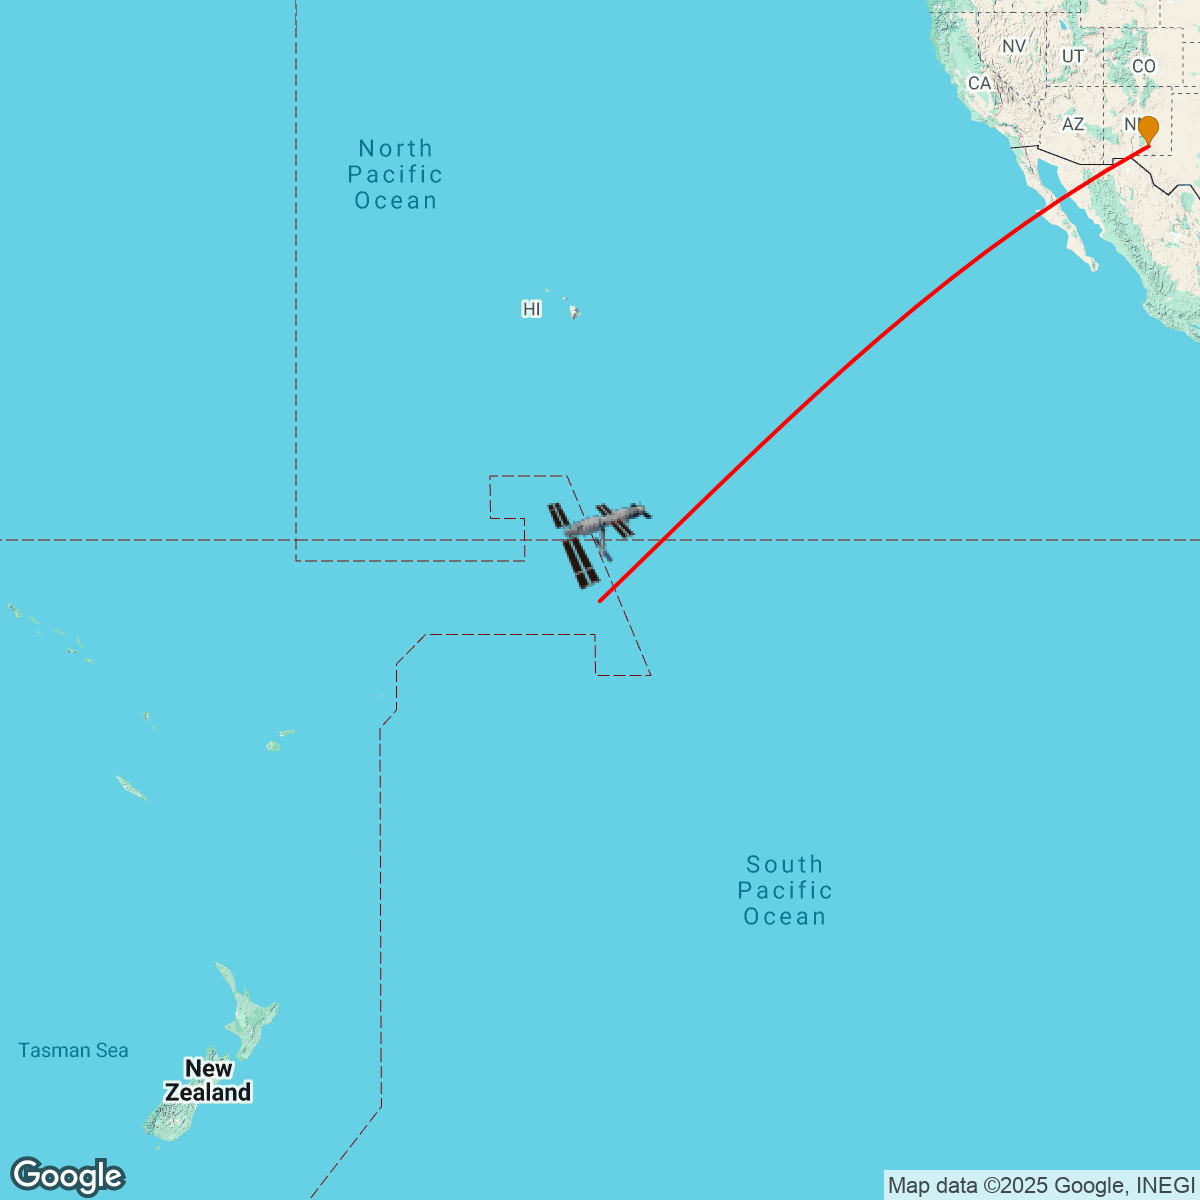 NV
UT
CO
CA
AZ
North
Pacific
Ocean
HI
South
Pacific
Ocean
Tasman Sea
New
Zealand
Google
Map data ©2025 Google, INEGI